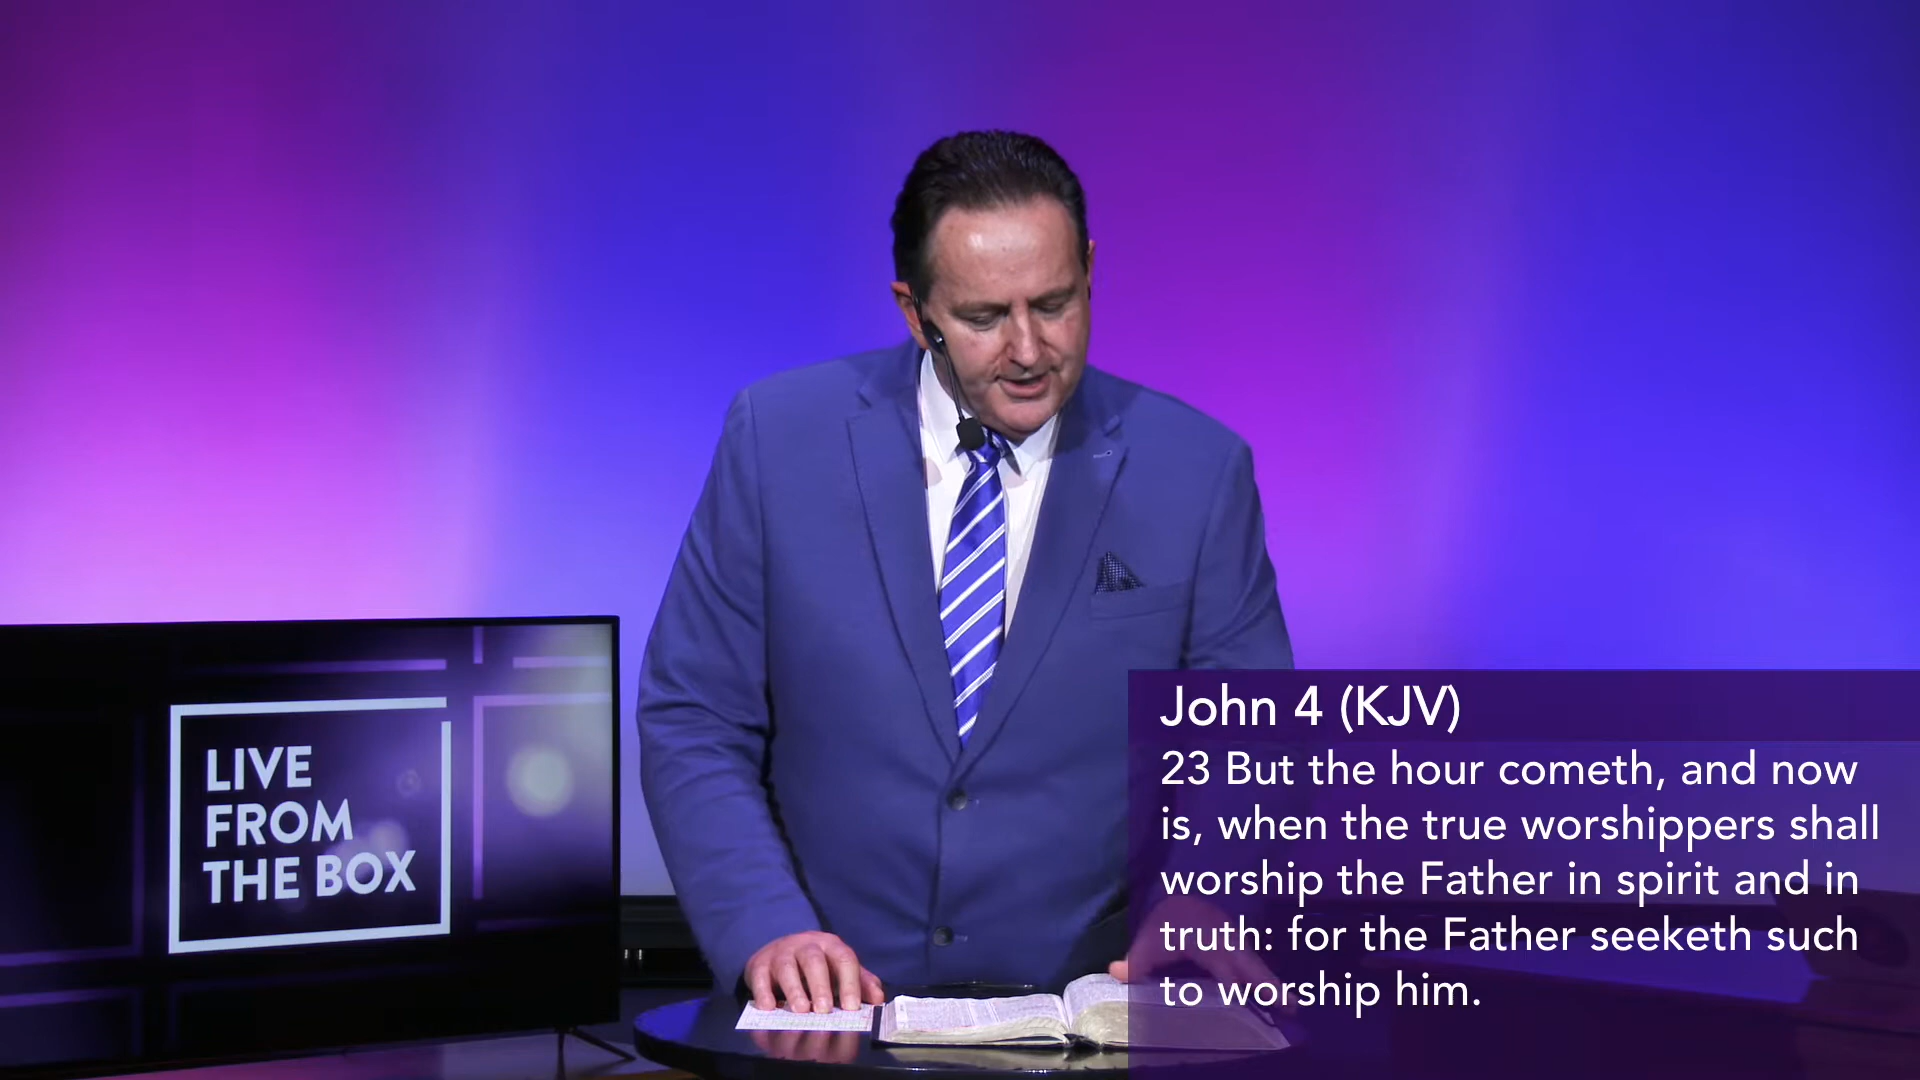 LIVE
FROM
THE BOX
John 4 (KJV)
23 But the hour cometh, and now
is, when the true worshippers shall
worship the Father in spirit and in
truth: for the Father seeketh such
to worship him.